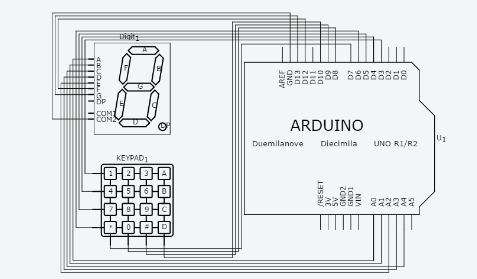 Digit1
A
B
C
D
E
F
G
DP
COM1
COM2
A
F
B
G
E
C
D
DP
KEYPAD1
1 2 3 A
4 5 6 B
7 8 9 C
* 0 # D
AREF
GND
D13
D12
D11
D10
D9
D8
D7
D6
D5
D4
D3
D2
D1
D0
ARDUINO
Duemilanove Diecimila UNO R1/R2
U1
/RESET
3V
5V
GND2
GND1
VIN
A0
A1
A2
A3
A4
A5